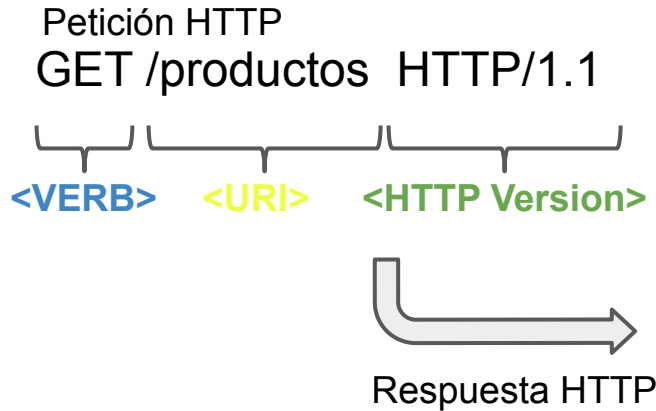 Petición HTTP
GET /productos HTTP/1.1
<VERB> <URI> <HTTP Version>
Respuesta HTTP